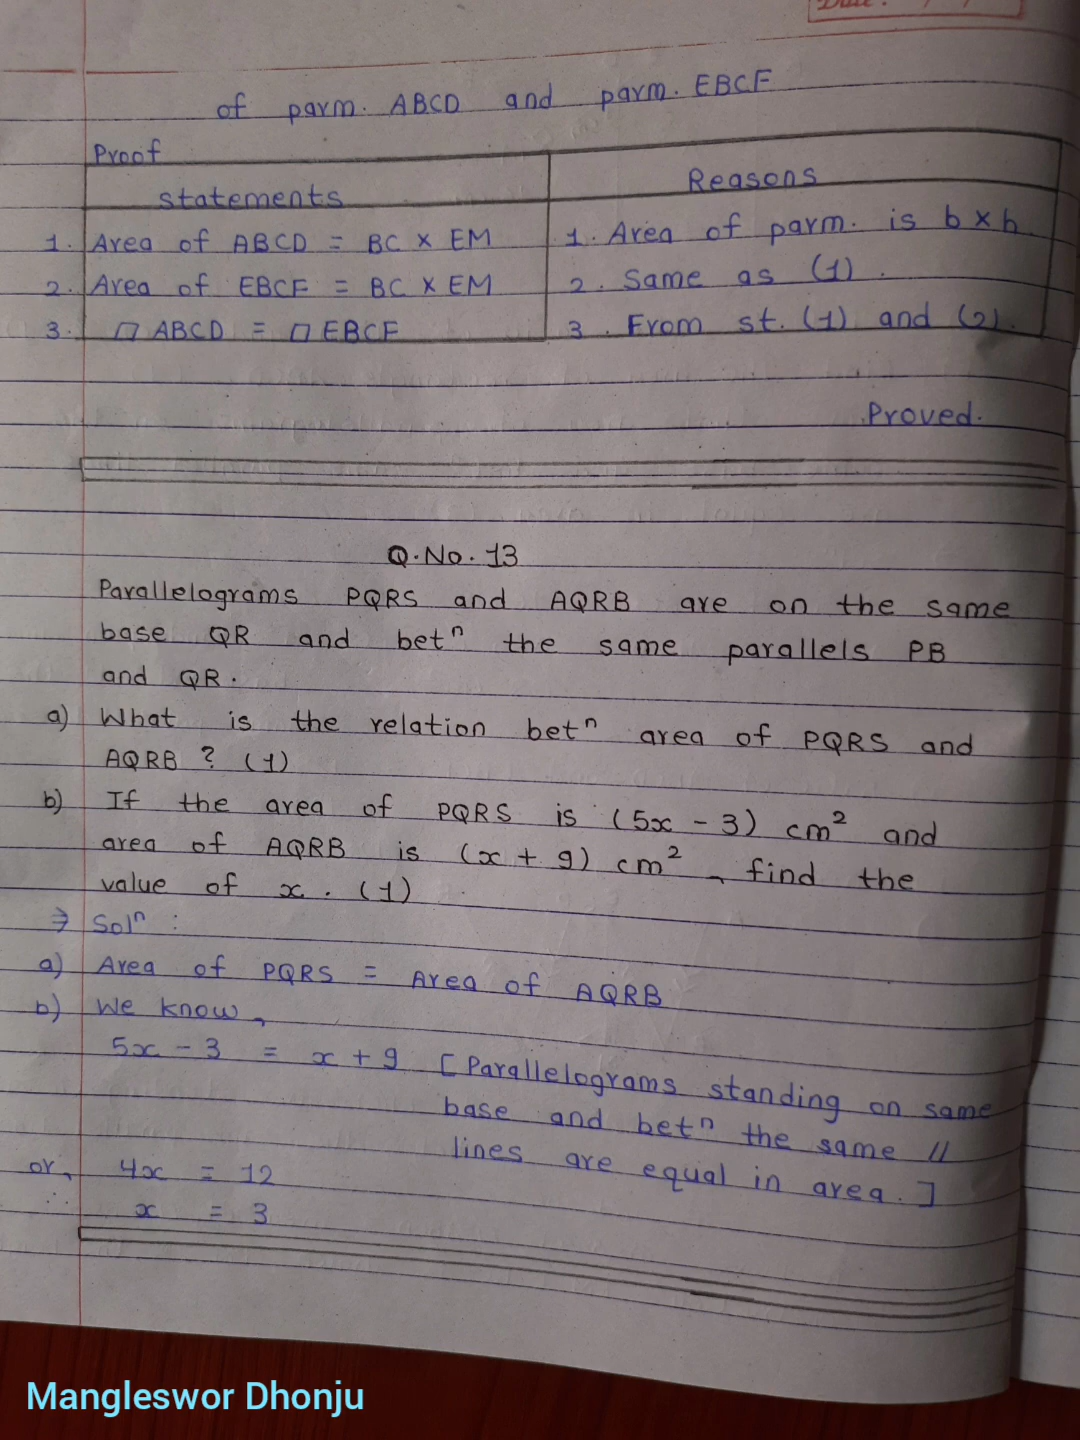 Date: / /
of parm. ABCD and parm. EBCF
Proof
statements
Reasons
1. Area of ABCD = BC × EM
1. Area of parm. is b×h.
2. Area of EBCF = BC × EM
2. Same as (1).
3. ▱ ABCD = ▱ EBCF
3. From st. (1) and (2).
Proved.
Q.No. 13
Parallelograms PQRS and AQRB are on the same
base QR and betⁿ the same parallels PB
and QR.
a) What is the relation betⁿ area of PQRS and
AQRB ? (1)
b) If the area of PQRS is (5x - 3) cm² and
area of AQRB is (x + 9) cm², find the
value of x. (1)
⇒ Solⁿ :
a) Area of PQRS = Area of AQRB
b) We know,
5x - 3 = x + 9 [Parallelograms standing on same
base and betⁿ the same //
lines are equal in area.]
or, 4x = 12
∴ x = 3
Mangleswor Dhonju